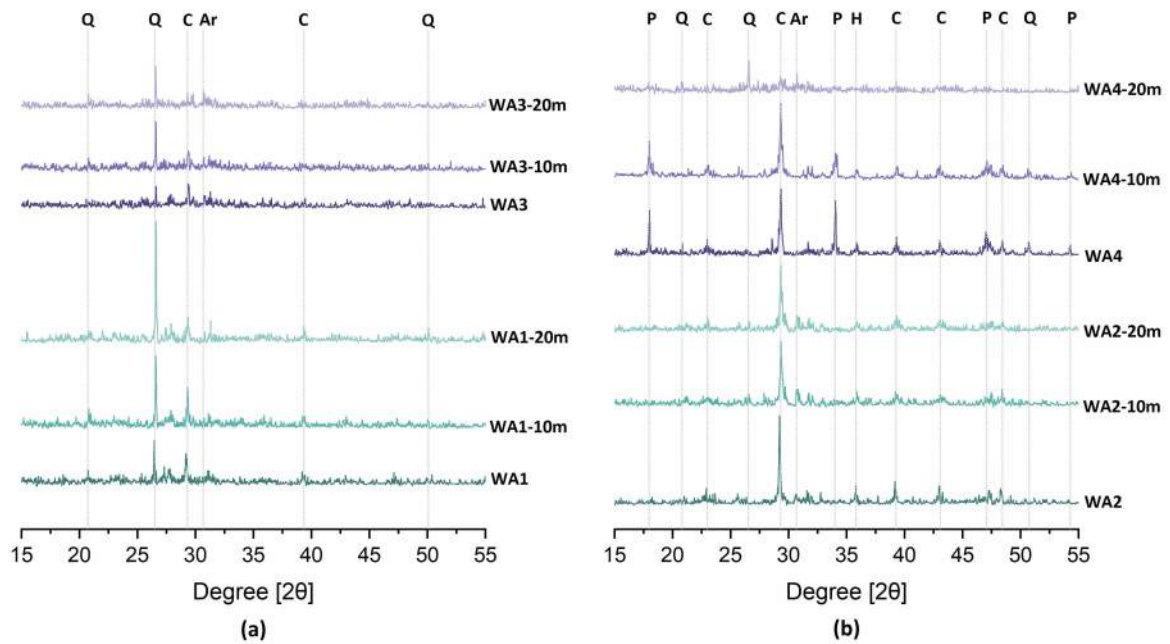 Q Q C Ar C Q
WA3-20m
WA3-10m
WA3
WA1-20m
WA1-10m
WA1
15 20 25 30 35 40 45 50 55
Degree [2θ]
(a)
P Q C Q C Ar P H C C P C Q P
WA4-20m
WA4-10m
WA4
WA2-20m
WA2-10m
WA2
15 20 25 30 35 40 45 50 55
Degree [2θ]
(b)